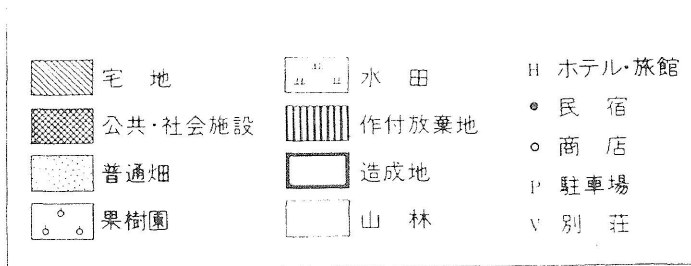 宅地
公共・社会施設
普通畑
果樹園
水田
作付放棄地
造成地
山林
H ホテル・旅館
民宿
商店
P 駐車場
V 別荘